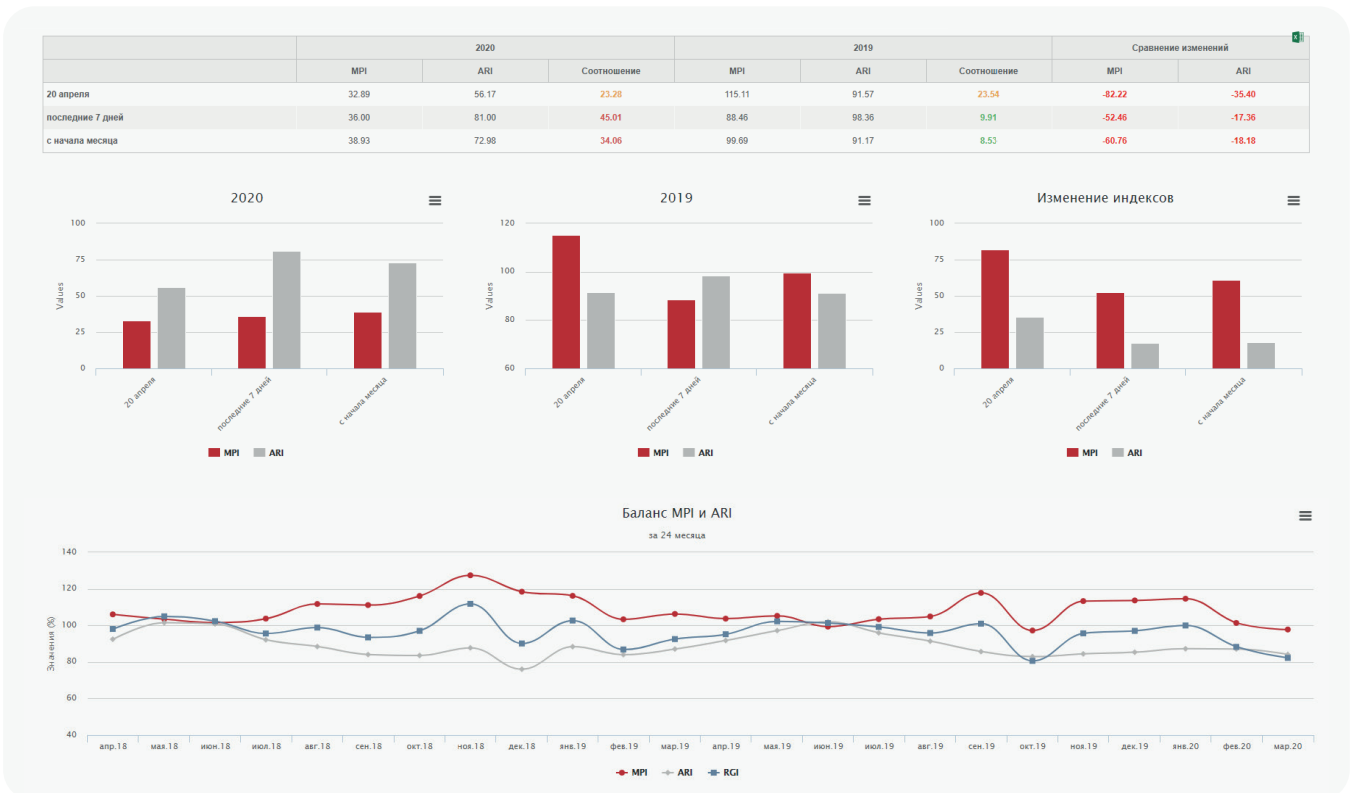 2020 2019 Сравнение изменений
MPI ARI Соотношение MPI ARI Соотношение MPI ARI
20 апреля 32.89 56.17 23.28 115.11 91.57 23.54 -82.22 -35.40
последние 7 дней 36.00 81.00 45.01 88.46 98.36 9.91 -52.46 -17.36
с начала месяца 38.93 72.98 34.06 99.69 91.17 8.53 -60.76 -18.18
2020
Values
100
75
50
25
0
20 апреля
последние 7 дней
с начала месяца
MPI ARI
2019
Values
120
100
80
60
20 апреля
последние 7 дней
с начала месяца
MPI ARI
Изменение индексов
Values
100
75
50
25
0
20 апреля
последние 7 дней
с начала месяца
MPI ARI
Баланс MPI и ARI
за 24 месяца
Значения (%)
140
120
100
80
60
40
апр.18 мая.18 июн.18 июл.18 авг.18 сен.18 окт.18 ноя.18 дек.18 янв.19 фев.19 мар.19 апр.19 мая.19 июн.19 июл.19 авг.19 сен.19 окт.19 ноя.19 дек.19 янв.20 фев.20 мар.20
MPI ARI RGI